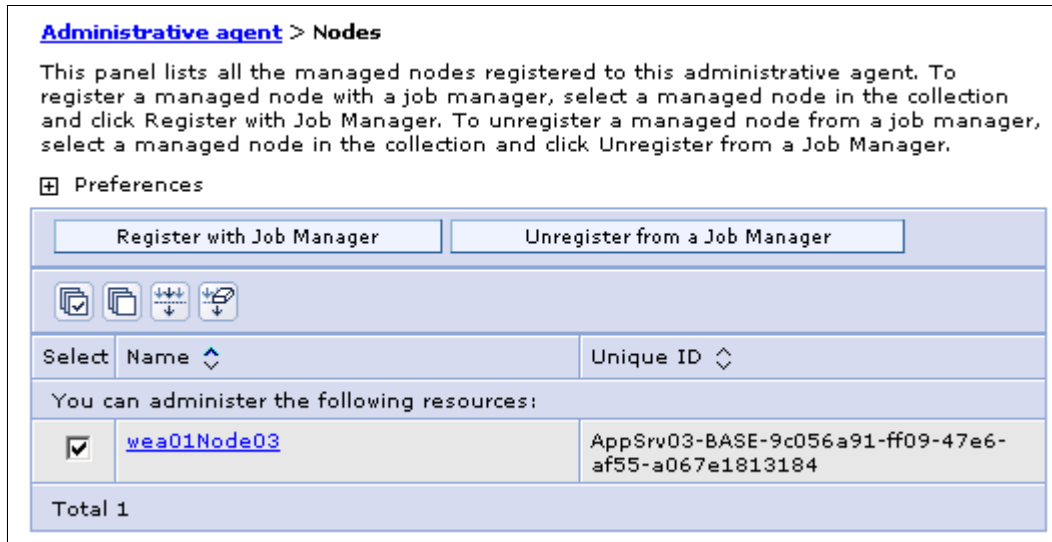 Administrative agent > Nodes
This panel lists all the managed nodes registered to this administrative agent. To
register a managed node with a job manager, select a managed node in the collection
and click Register with Job Manager. To unregister a managed node from a job manager,
select a managed node in the collection and click Unregister from a Job Manager.
Preferences
Register with Job Manager Unregister from a Job Manager
Select Name Unique ID
You can administer the following resources:
wea01Node03 AppSrv03-BASE-9c056a91-ff09-47e6-
af55-a067e1813184
Total 1